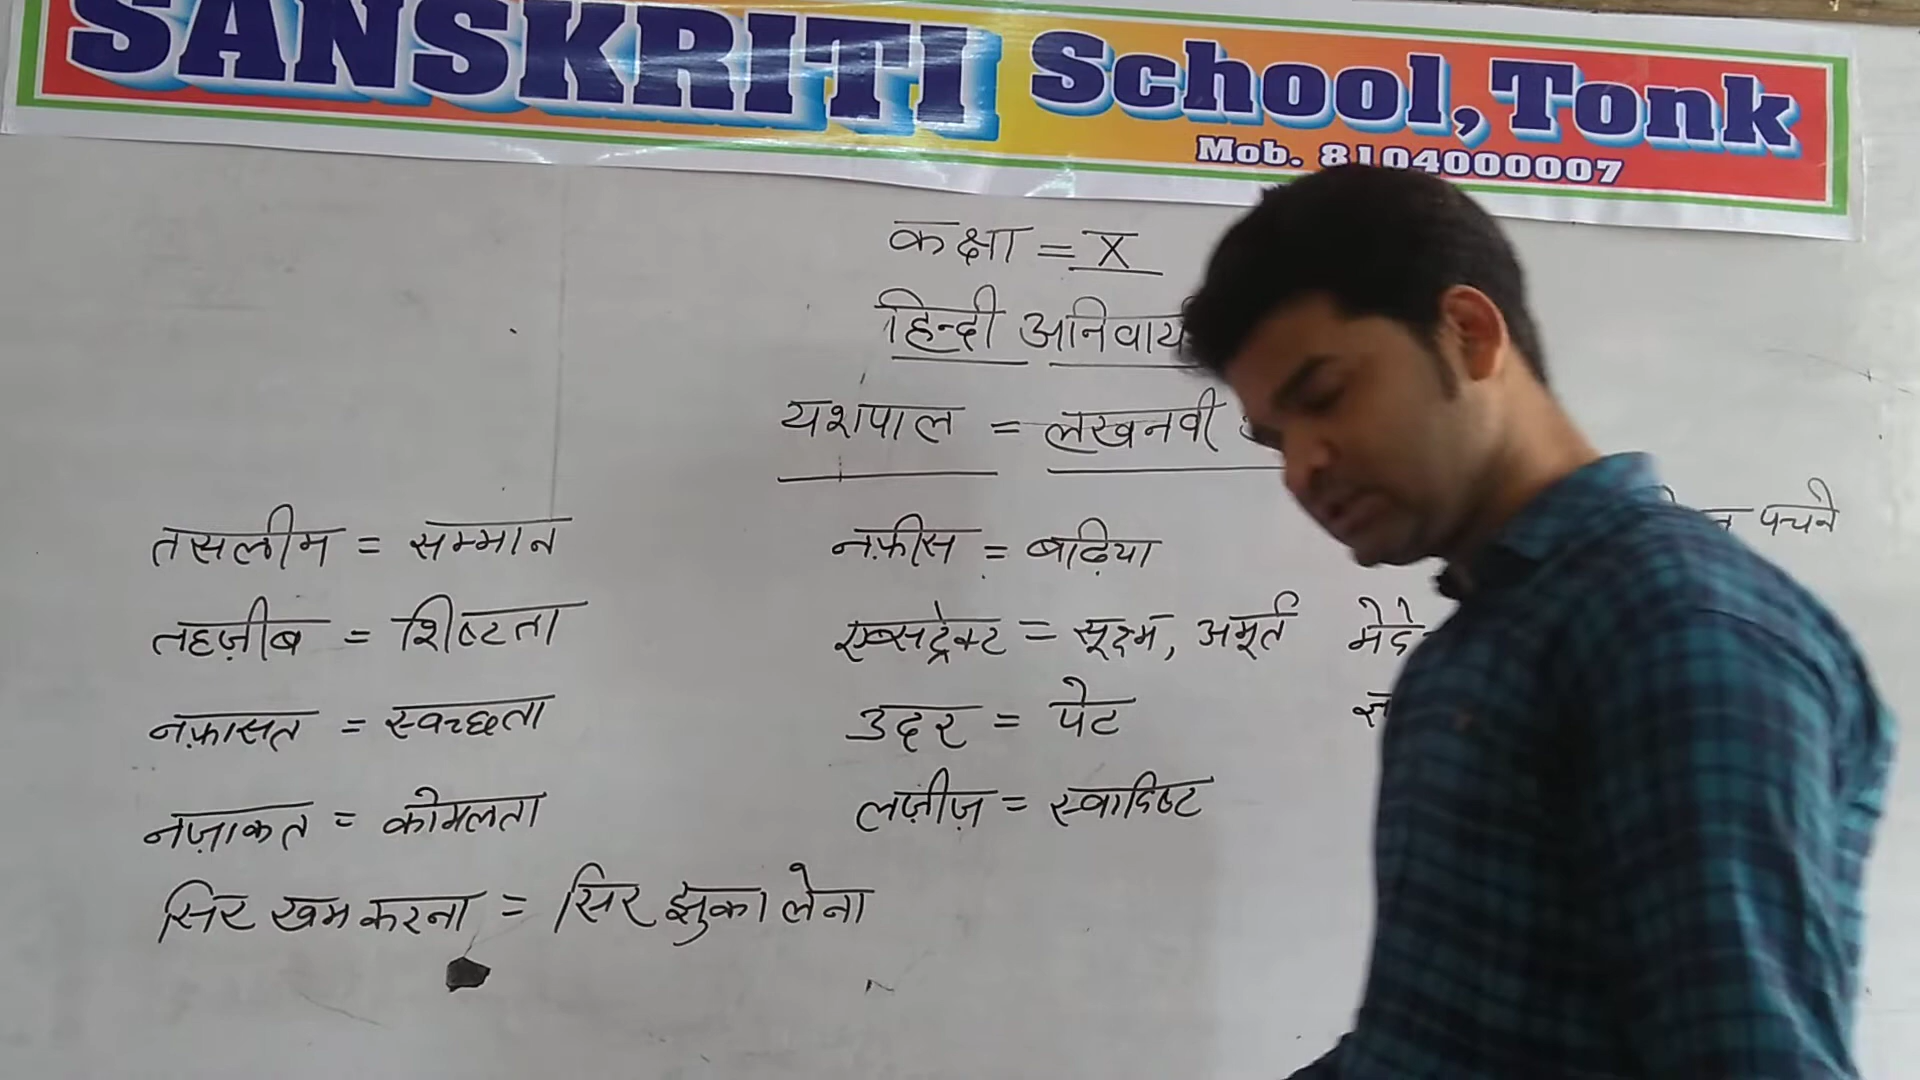 SANSKRITI School, Tonk
Mob. 8104000007
कक्षा = X
हिन्दी अनिवार्य
यशपाल = लखनवी
तसलीम = सम्मान
तहज़ीब = शिष्टता
नफ़ासत = स्वच्छता
नज़ाकत = कोमलता
सिर खम करना = सिर झुका लेना
नफ़ीस = बढ़िया
एब्सट्रेक्ट = सूक्ष्म, अमूर्त
उदर = पेट
लज़ीज़ = स्वादिष्ट
पचने